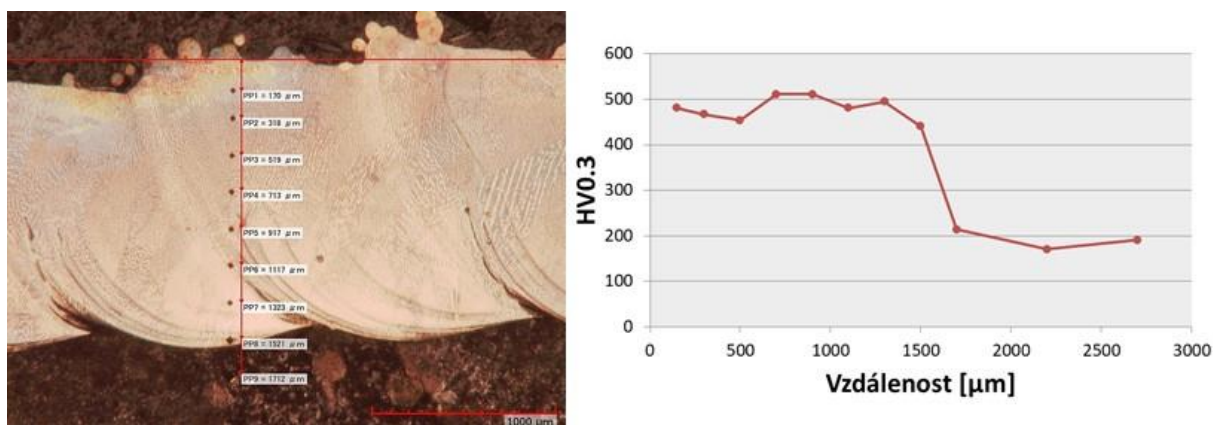 PP1 = 170 μm
PP2 = 318 μm
PP3 = 519 μm
PP4 = 713 μm
PP5 = 917 μm
PP6 = 1117 μm
PP7 = 1323 μm
PP8 = 1521 μm
PP9 = 1712 μm
1000 μm
HV0.3
600
500
400
300
200
100
0
0 500 1000 1500 2000 2500 3000
Vzdálenost [μm]